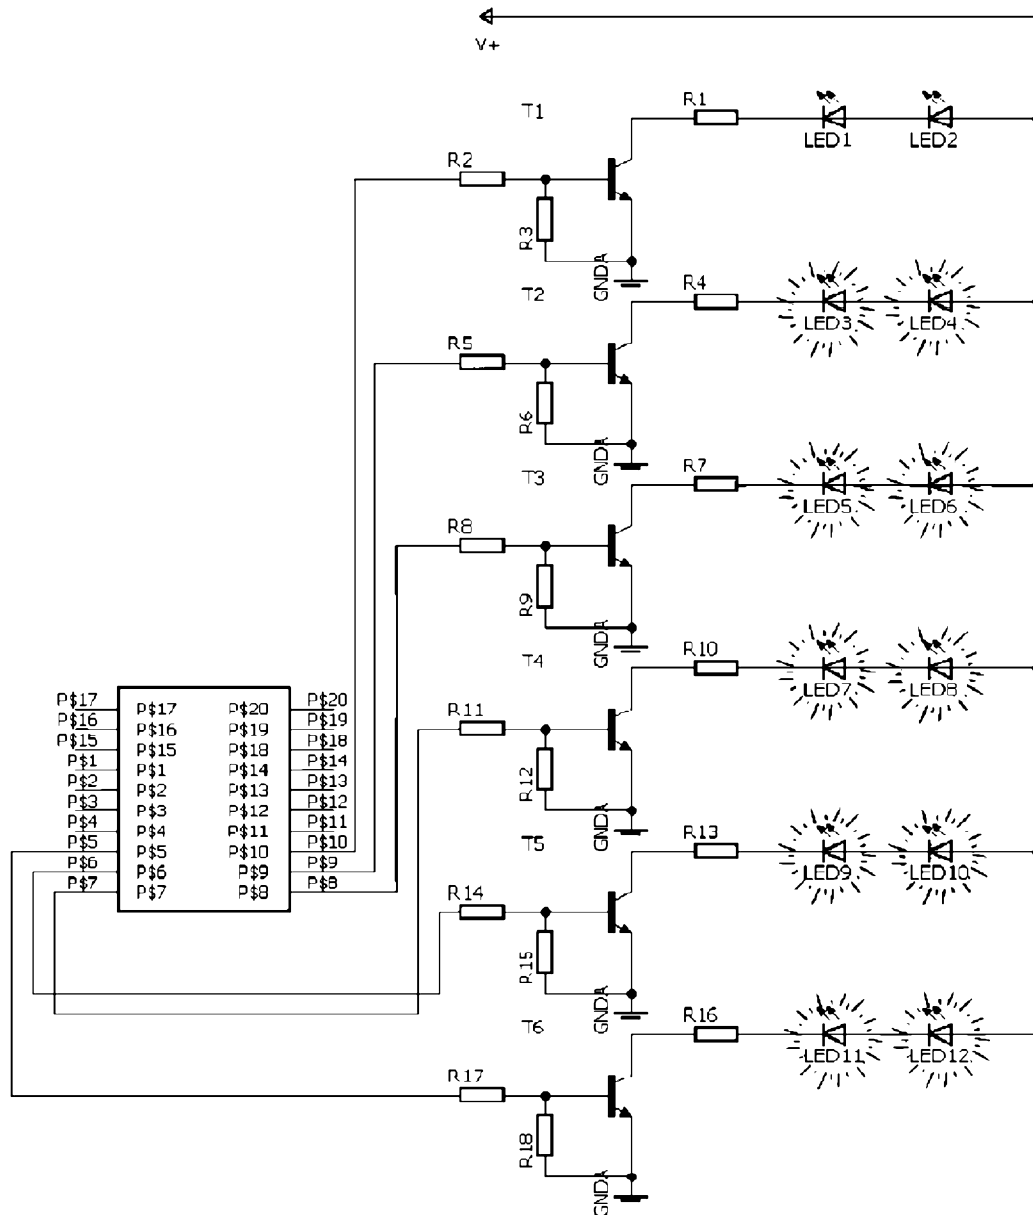 V+
T1
R1
LED1
LED2
R2
R3
GNDA
T2
R4
LED3
LED4
R5
R6
GNDA
T3
R7
LED5
LED6
R8
R9
GNDA
T4
R10
LED7
LED8
R11
R12
GNDA
T5
R13
LED9
LED10
R14
R15
GNDA
T6
R16
LED11
LED12
R17
R18
GNDA
P$17 P$17 P$20 P$20
P$16 P$16 P$19 P$19
P$15 P$15 P$18 P$18
P$1 P$1 P$14 P$14
P$2 P$2 P$13 P$13
P$3 P$3 P$12 P$12
P$4 P$4 P$11 P$11
P$5 P$5 P$10 P$10
P$6 P$6 P$9 P$9
P$7 P$7 P$8 P$8